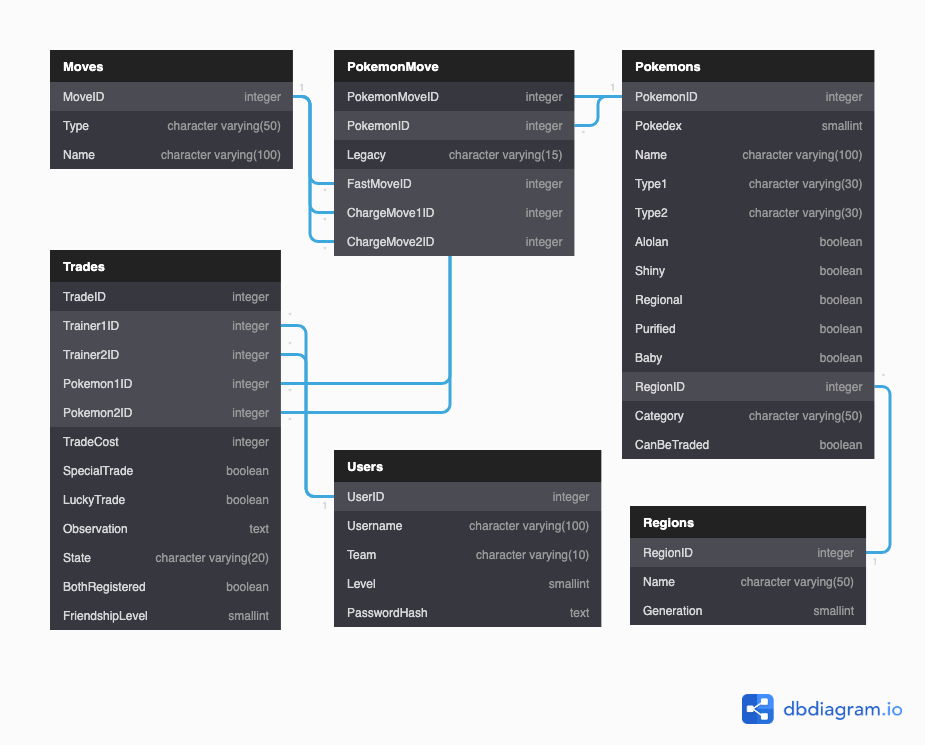 Moves
MoveID integer
Type character varying(50)
Name character varying(100)
PokemonMove
PokemonMoveID integer
PokemonID integer
Legacy character varying(15)
FastMoveID integer
ChargeMove1ID integer
ChargeMove2ID integer
Pokemons
PokemonID integer
Pokedex smallint
Name character varying(100)
Type1 character varying(30)
Type2 character varying(30)
Alolan boolean
Shiny boolean
Regional boolean
Purified boolean
Baby boolean
RegionID integer
Category character varying(50)
CanBeTraded boolean
Trades
TradeID integer
Trainer1ID integer
Trainer2ID integer
Pokemon1ID integer
Pokemon2ID integer
TradeCost integer
SpecialTrade boolean
LuckyTrade boolean
Observation text
State character varying(20)
BothRegistered boolean
FriendshipLevel smallint
Users
UserID integer
Username character varying(100)
Team character varying(10)
Level smallint
PasswordHash text
Regions
RegionID integer
Name character varying(50)
Generation smallint
1
*
*
*
1
*
*
*
*
*
1
*
1
dbdiagram.io